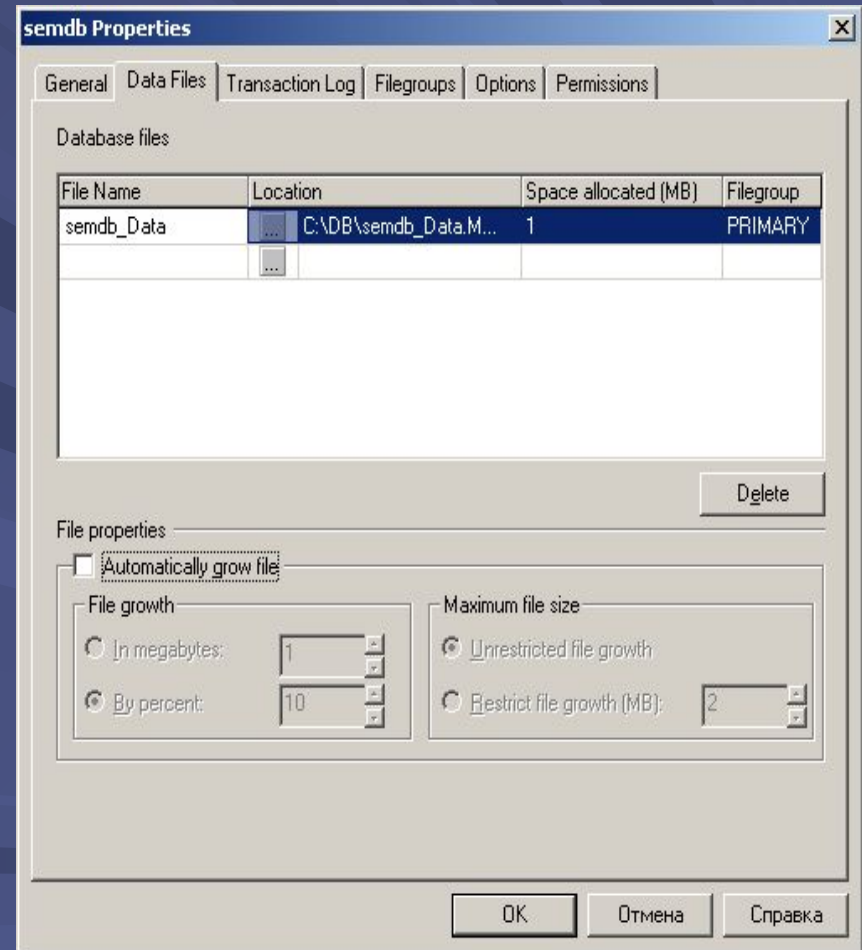 semdb Properties
General Data Files Transaction Log Filegroups Options Permissions
Database files
File Name Location Space allocated (MB) Filegroup
semdb_Data ... C:\DB\semdb_Data.M... 1 PRIMARY
...
Delete
File properties
Automatically grow file
File growth Maximum file size
In megabytes: 1 Unrestricted file growth
By percent: 10 Restrict file growth (MB): 2
OK Отмена Справка